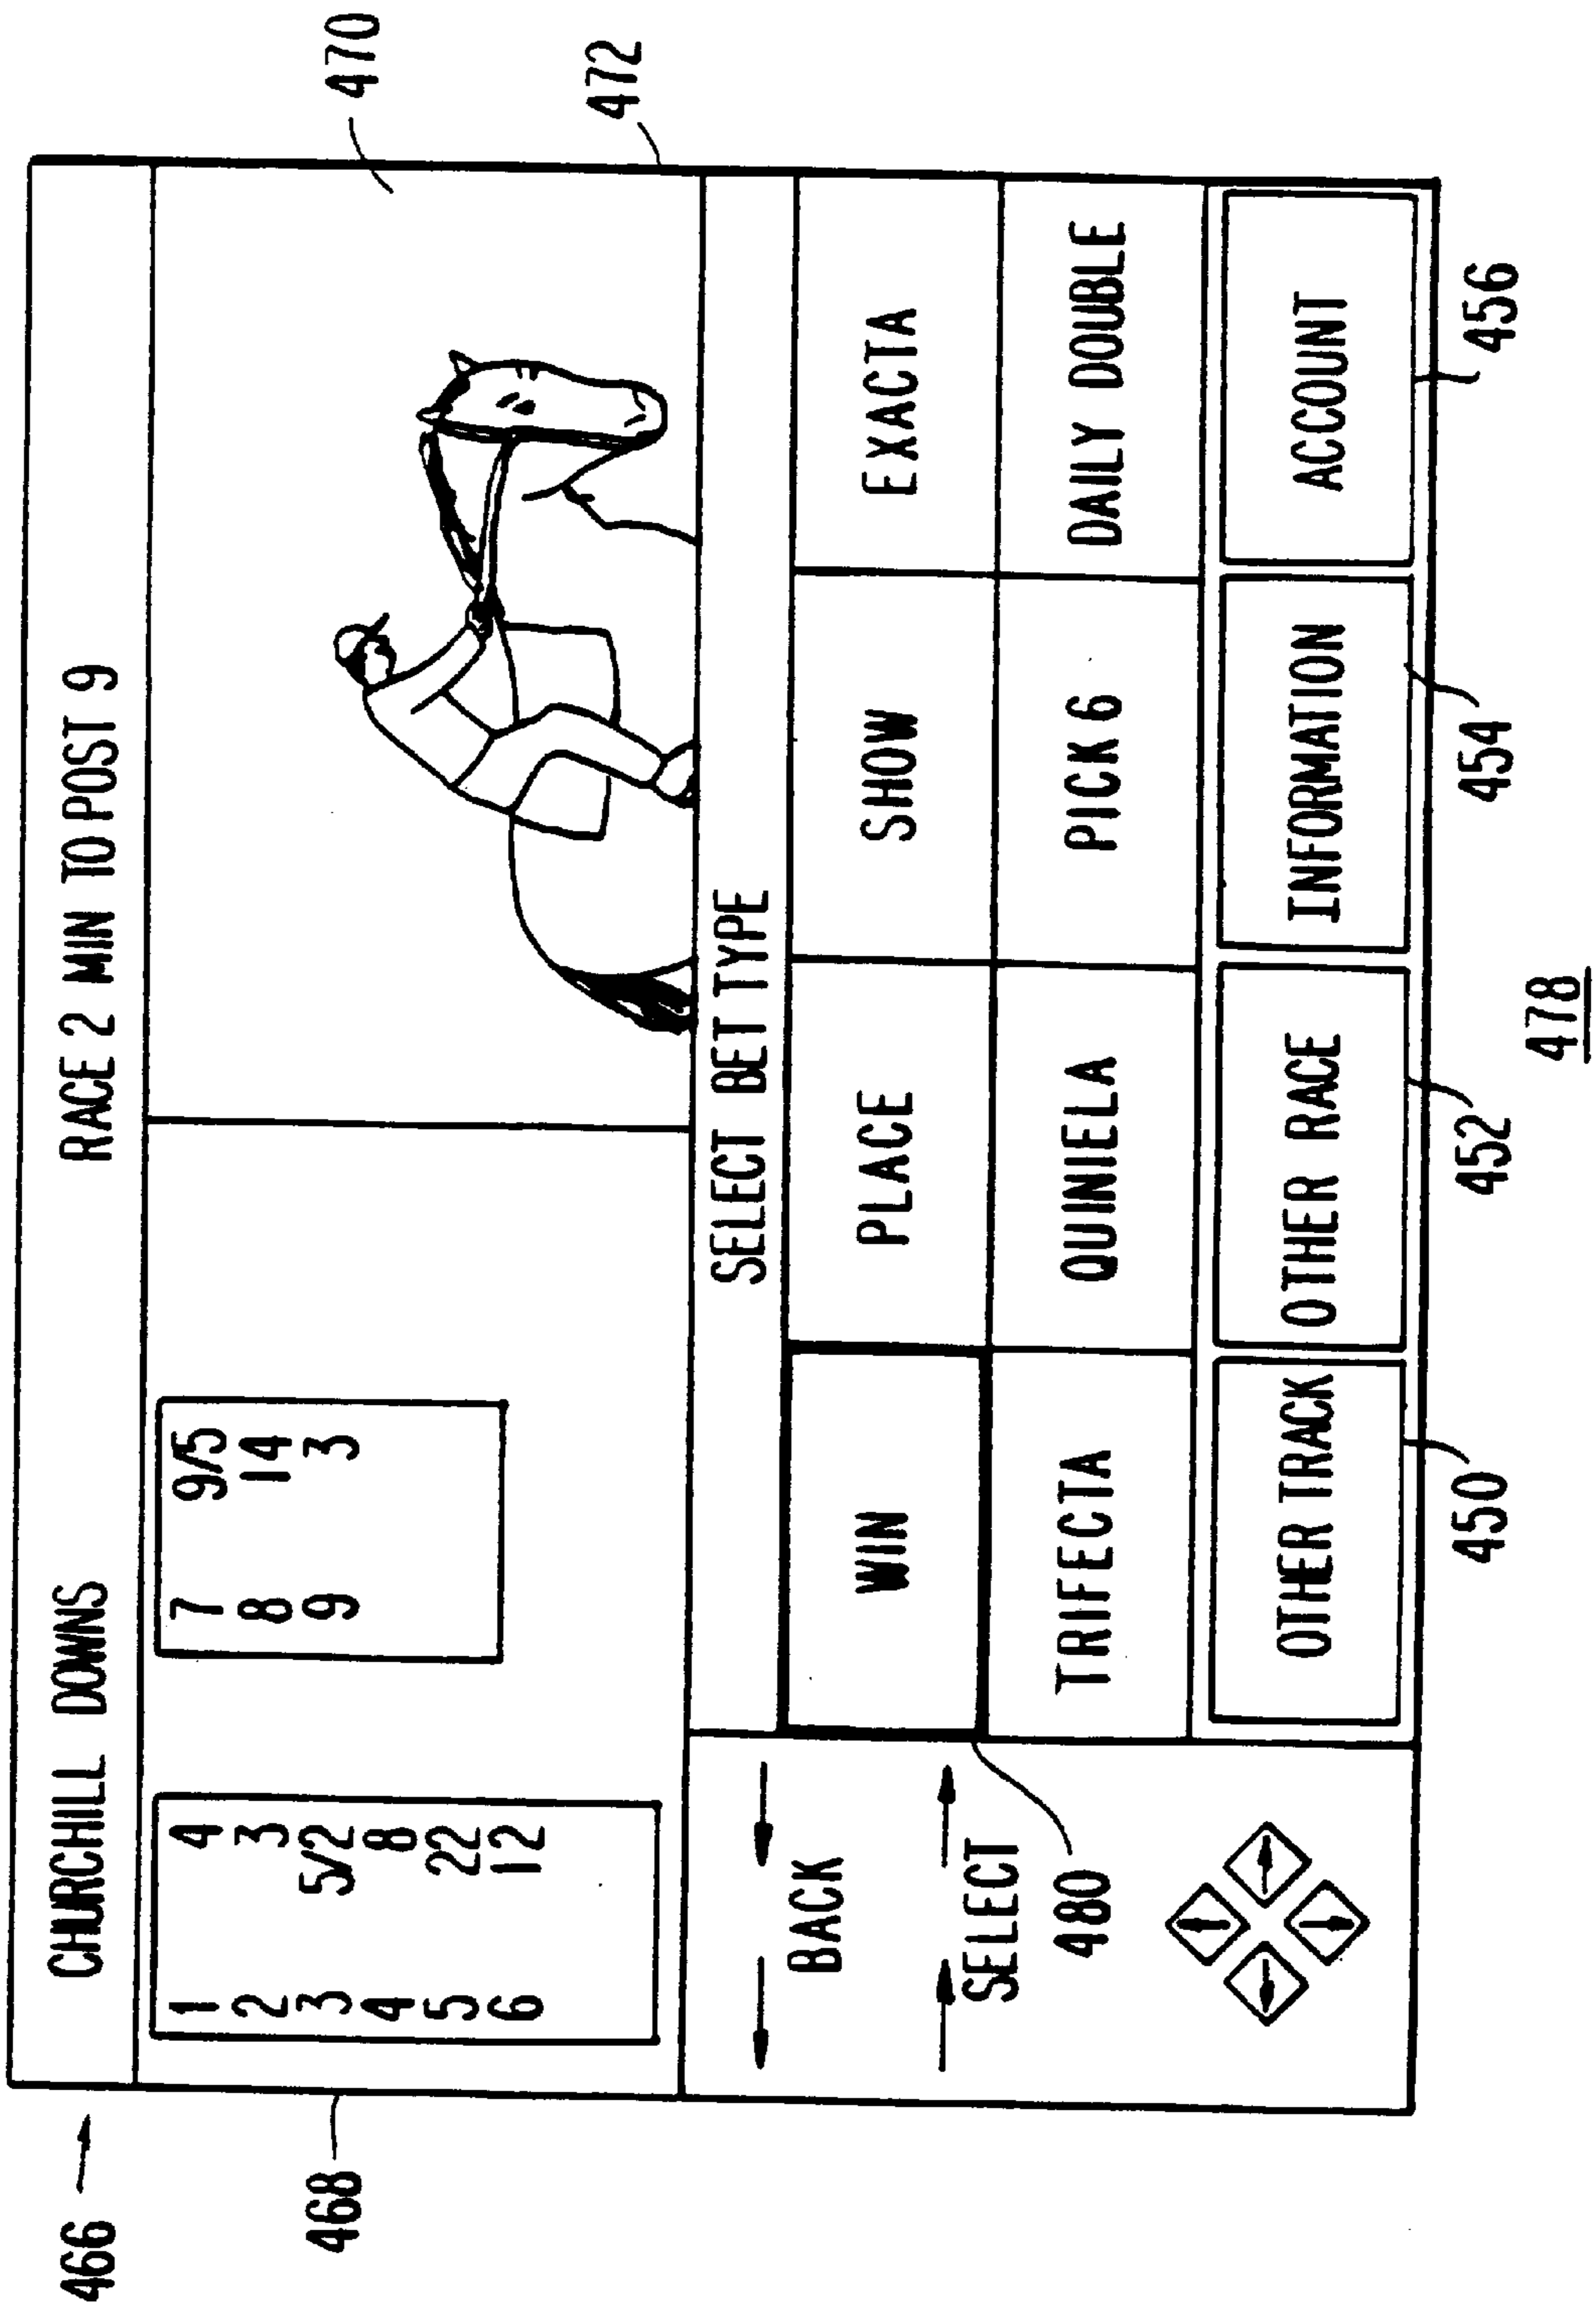 466
CHURCHILL DOWNS RACE 2 MIN TO POST 9
470
468
1 4 7 9/5
2 3 8 14
3 5/2 9 3
4 8
5 22
6 12
472
SELECT BET TYPE
BACK
SELECT
WIN PLACE SHOW EXACTA
480
TRIFECTA QUINIELA PICK 6 DAILY DOUBLE
OTHER TRACK OTHER RACE INFORMATION ACCOUNT
450 452 454 456
478